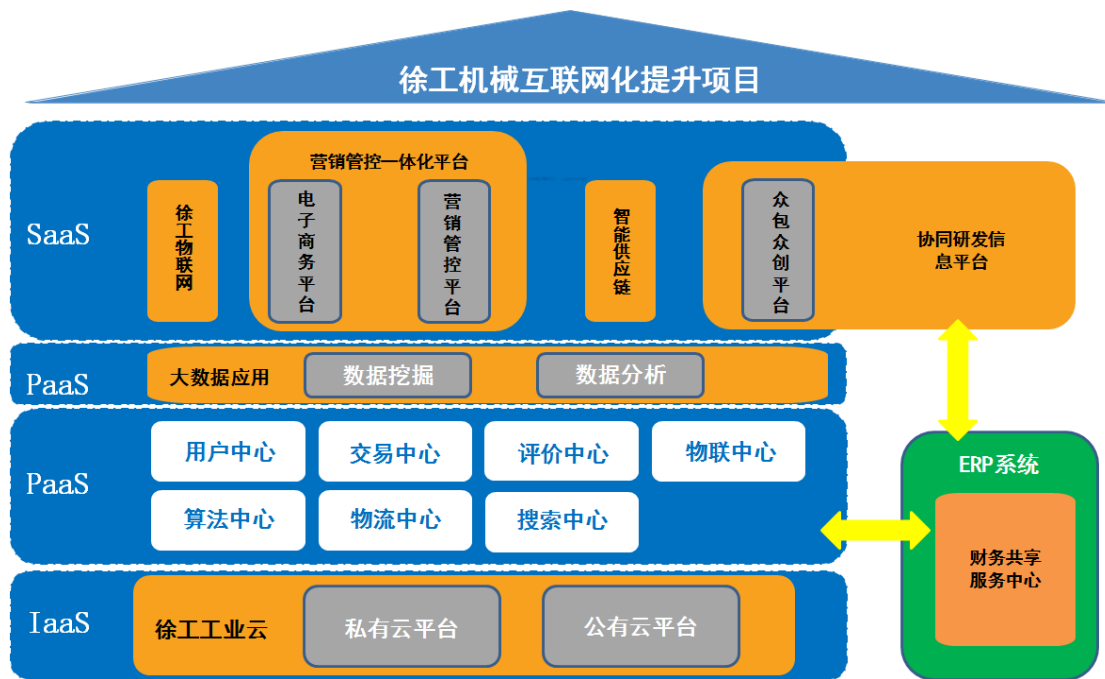 徐工机械互联网化提升项目
SaaS
徐工物联网
营销管控一体化平台
电子商务平台
营销管控平台
智能供应链
众包众创平台
协同研发信
息平台
PaaS
大数据应用
数据挖掘
数据分析
PaaS
用户中心
交易中心
评价中心
物联中心
算法中心
物流中心
搜索中心
ERP系统
财务共享
服务中心
IaaS
徐工工业云
私有云平台
公有云平台